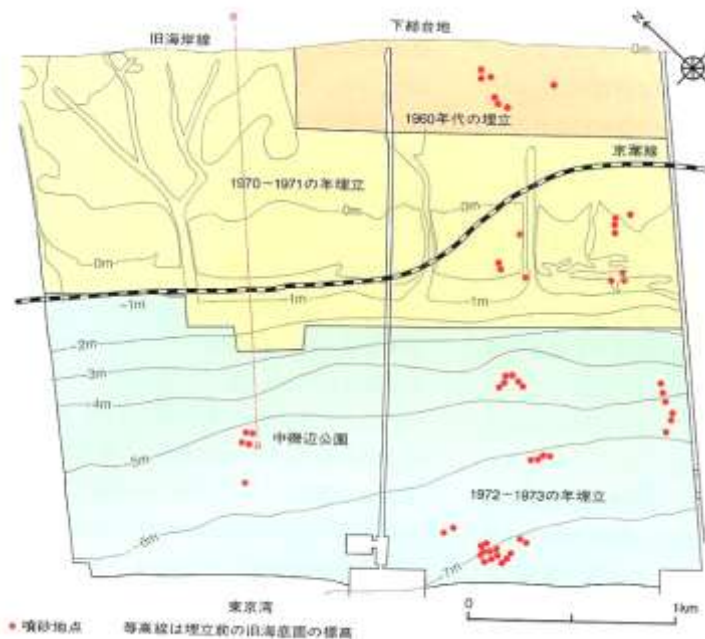 旧海岸線
下総台地
N
0m
1960年代の埋立
京葉線
1970-1971の年埋立
0m
0m
0m
1m
-1m
-1m
-2m
-3m
-4m
中磯辺公園
-5m
1972-1973の年埋立
-6m
-7m
東京湾
0
1km
噴砂地点
等高線は埋立前の旧海底面の標高